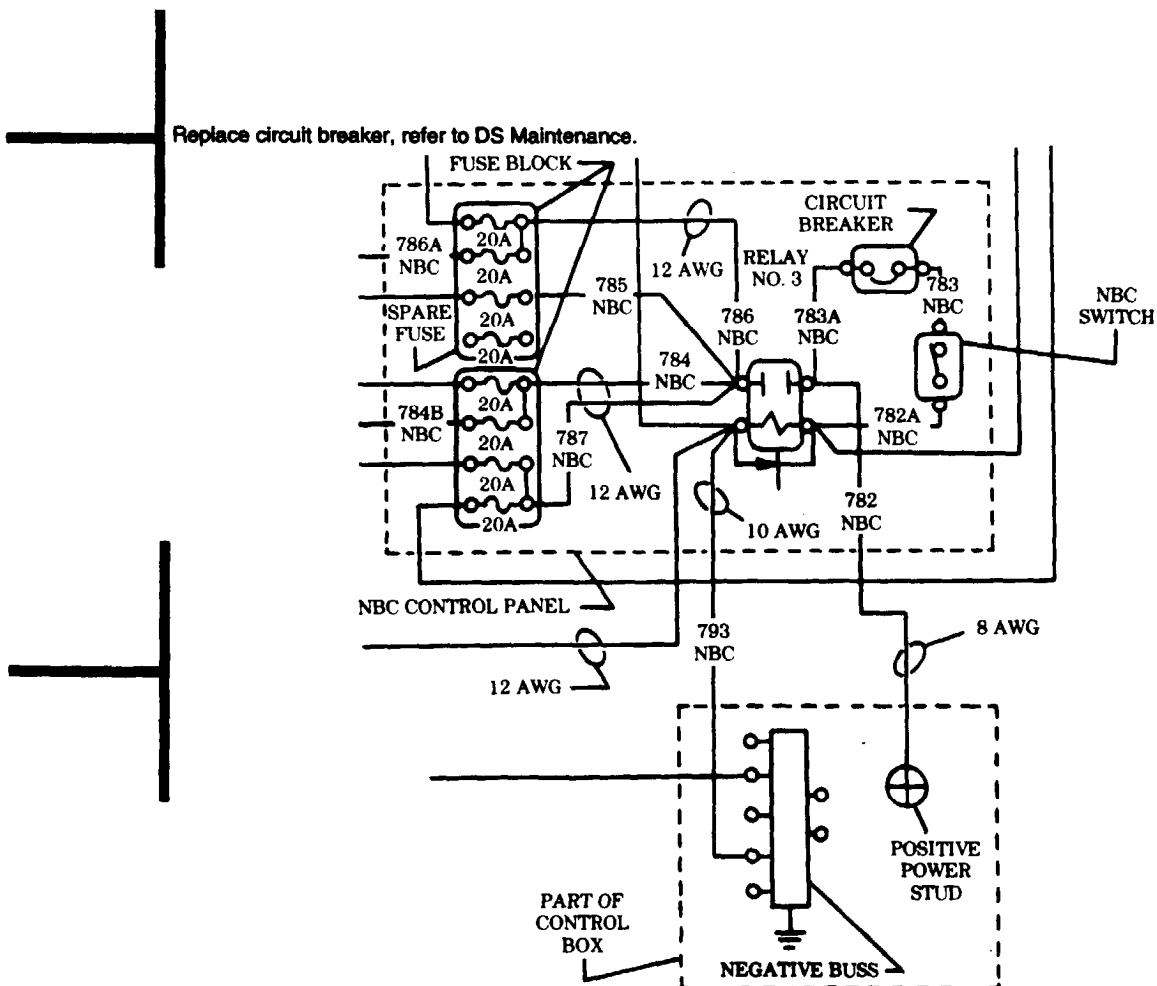 Replace circuit breaker, refer to DS Maintenance.
FUSE BLOCK
CIRCUIT
BREAKER
20A
786A
NBC
20A
12 AWG
RELAY
NO. 3
785
NBC
783
NBC
NBC
SWITCH
SPARE
FUSE
20A
786
NBC
783A
NBC
20A
784
NBC
20A
784B
NBC
782A
NBC
20A
787
NBC
20A
12 AWG
782
NBC
20A
10 AWG
NBC CONTROL PANEL
793
NBC
8 AWG
12 AWG
POSITIVE
POWER
STUD
PART OF
CONTROL
BOX
NEGATIVE BUSS